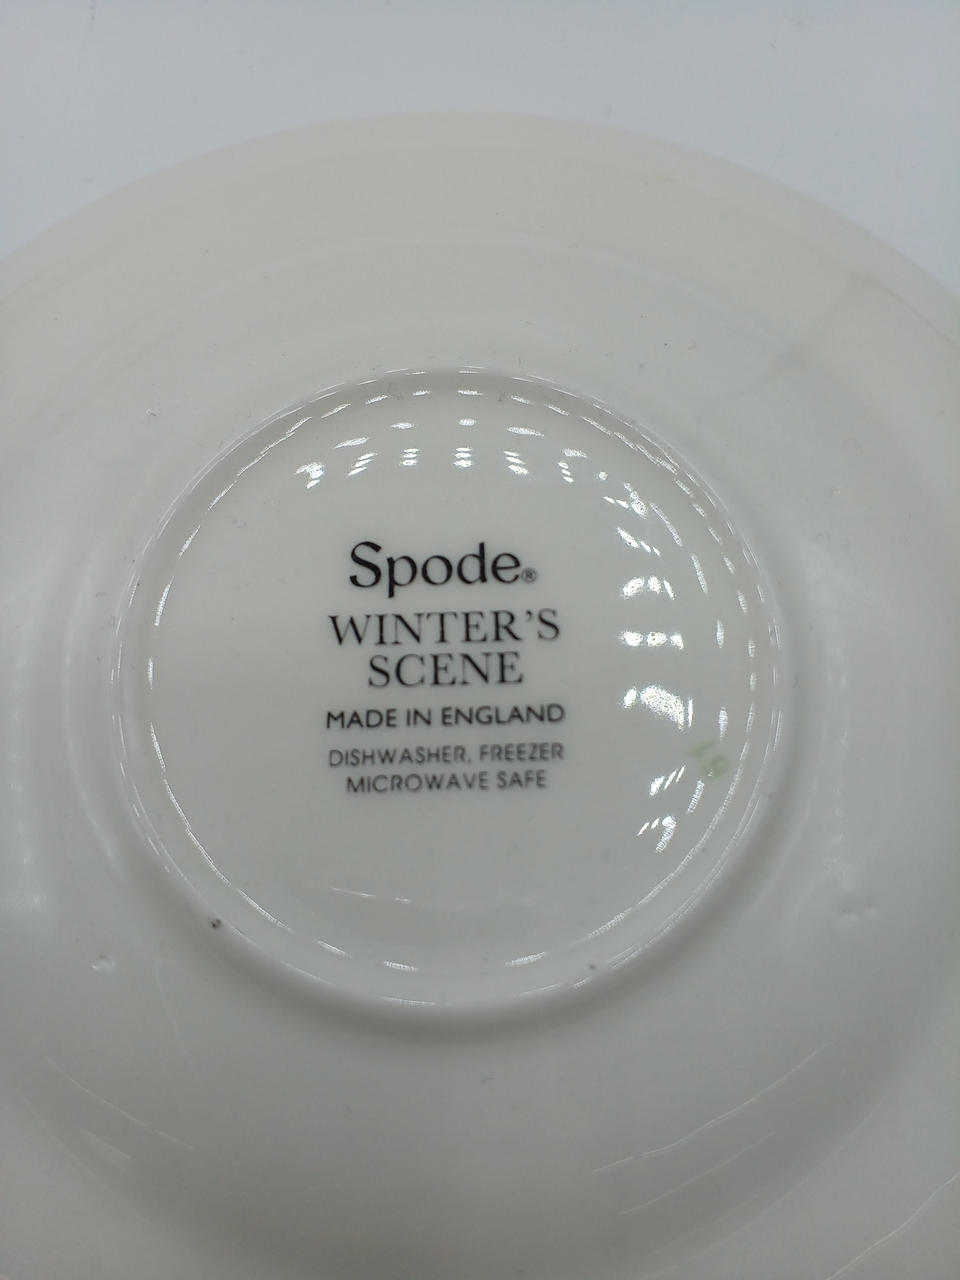 Spode®
WINTER'S
SCENE
MADE IN ENGLAND
DISHWASHER, FREEZER
MICROWAVE SAFE